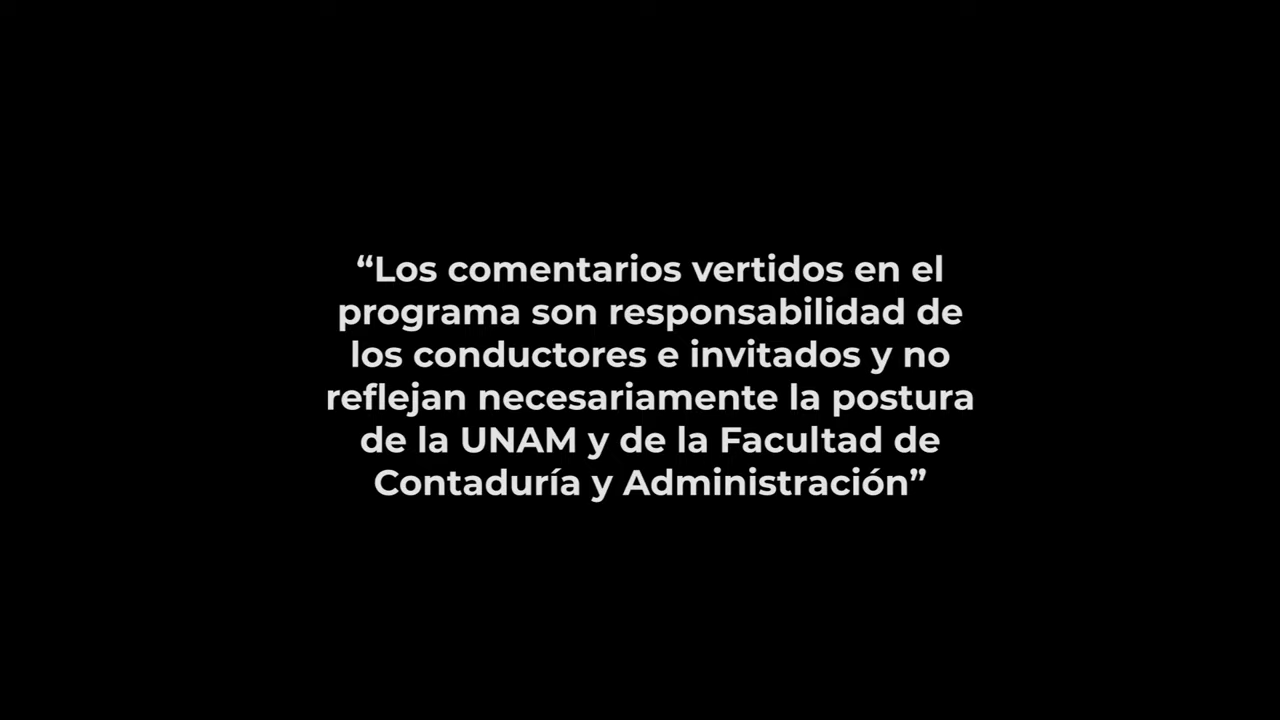 “Los comentarios vertidos en el
programa son responsabilidad de
los conductores e invitados y no
reflejan necesariamente la postura
de la UNAM y de la Facultad de
Contaduría y Administración”